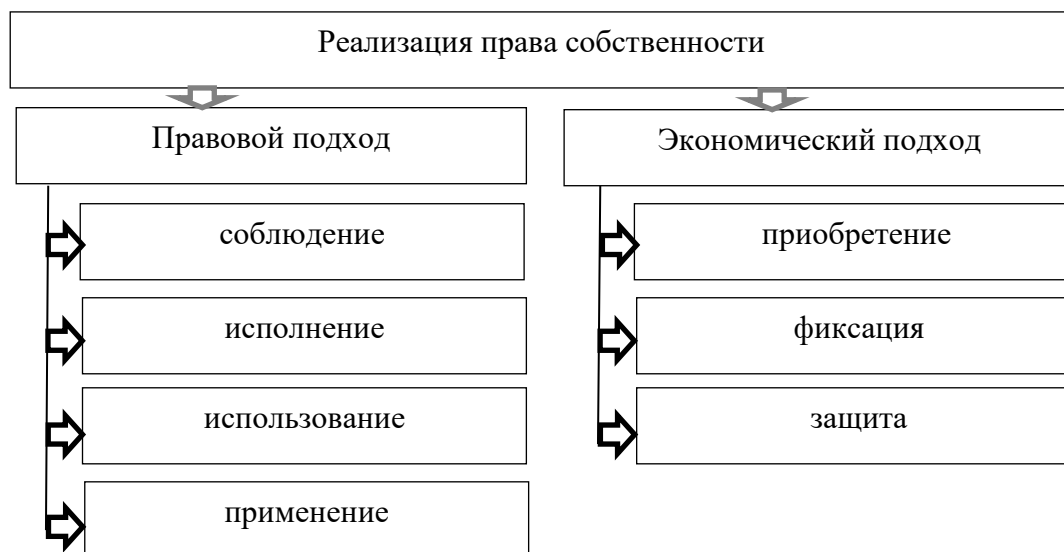 Реализация права собственности
Правовой подход
соблюдение
исполнение
использование
применение
Экономический подход
приобретение
фиксация
защита